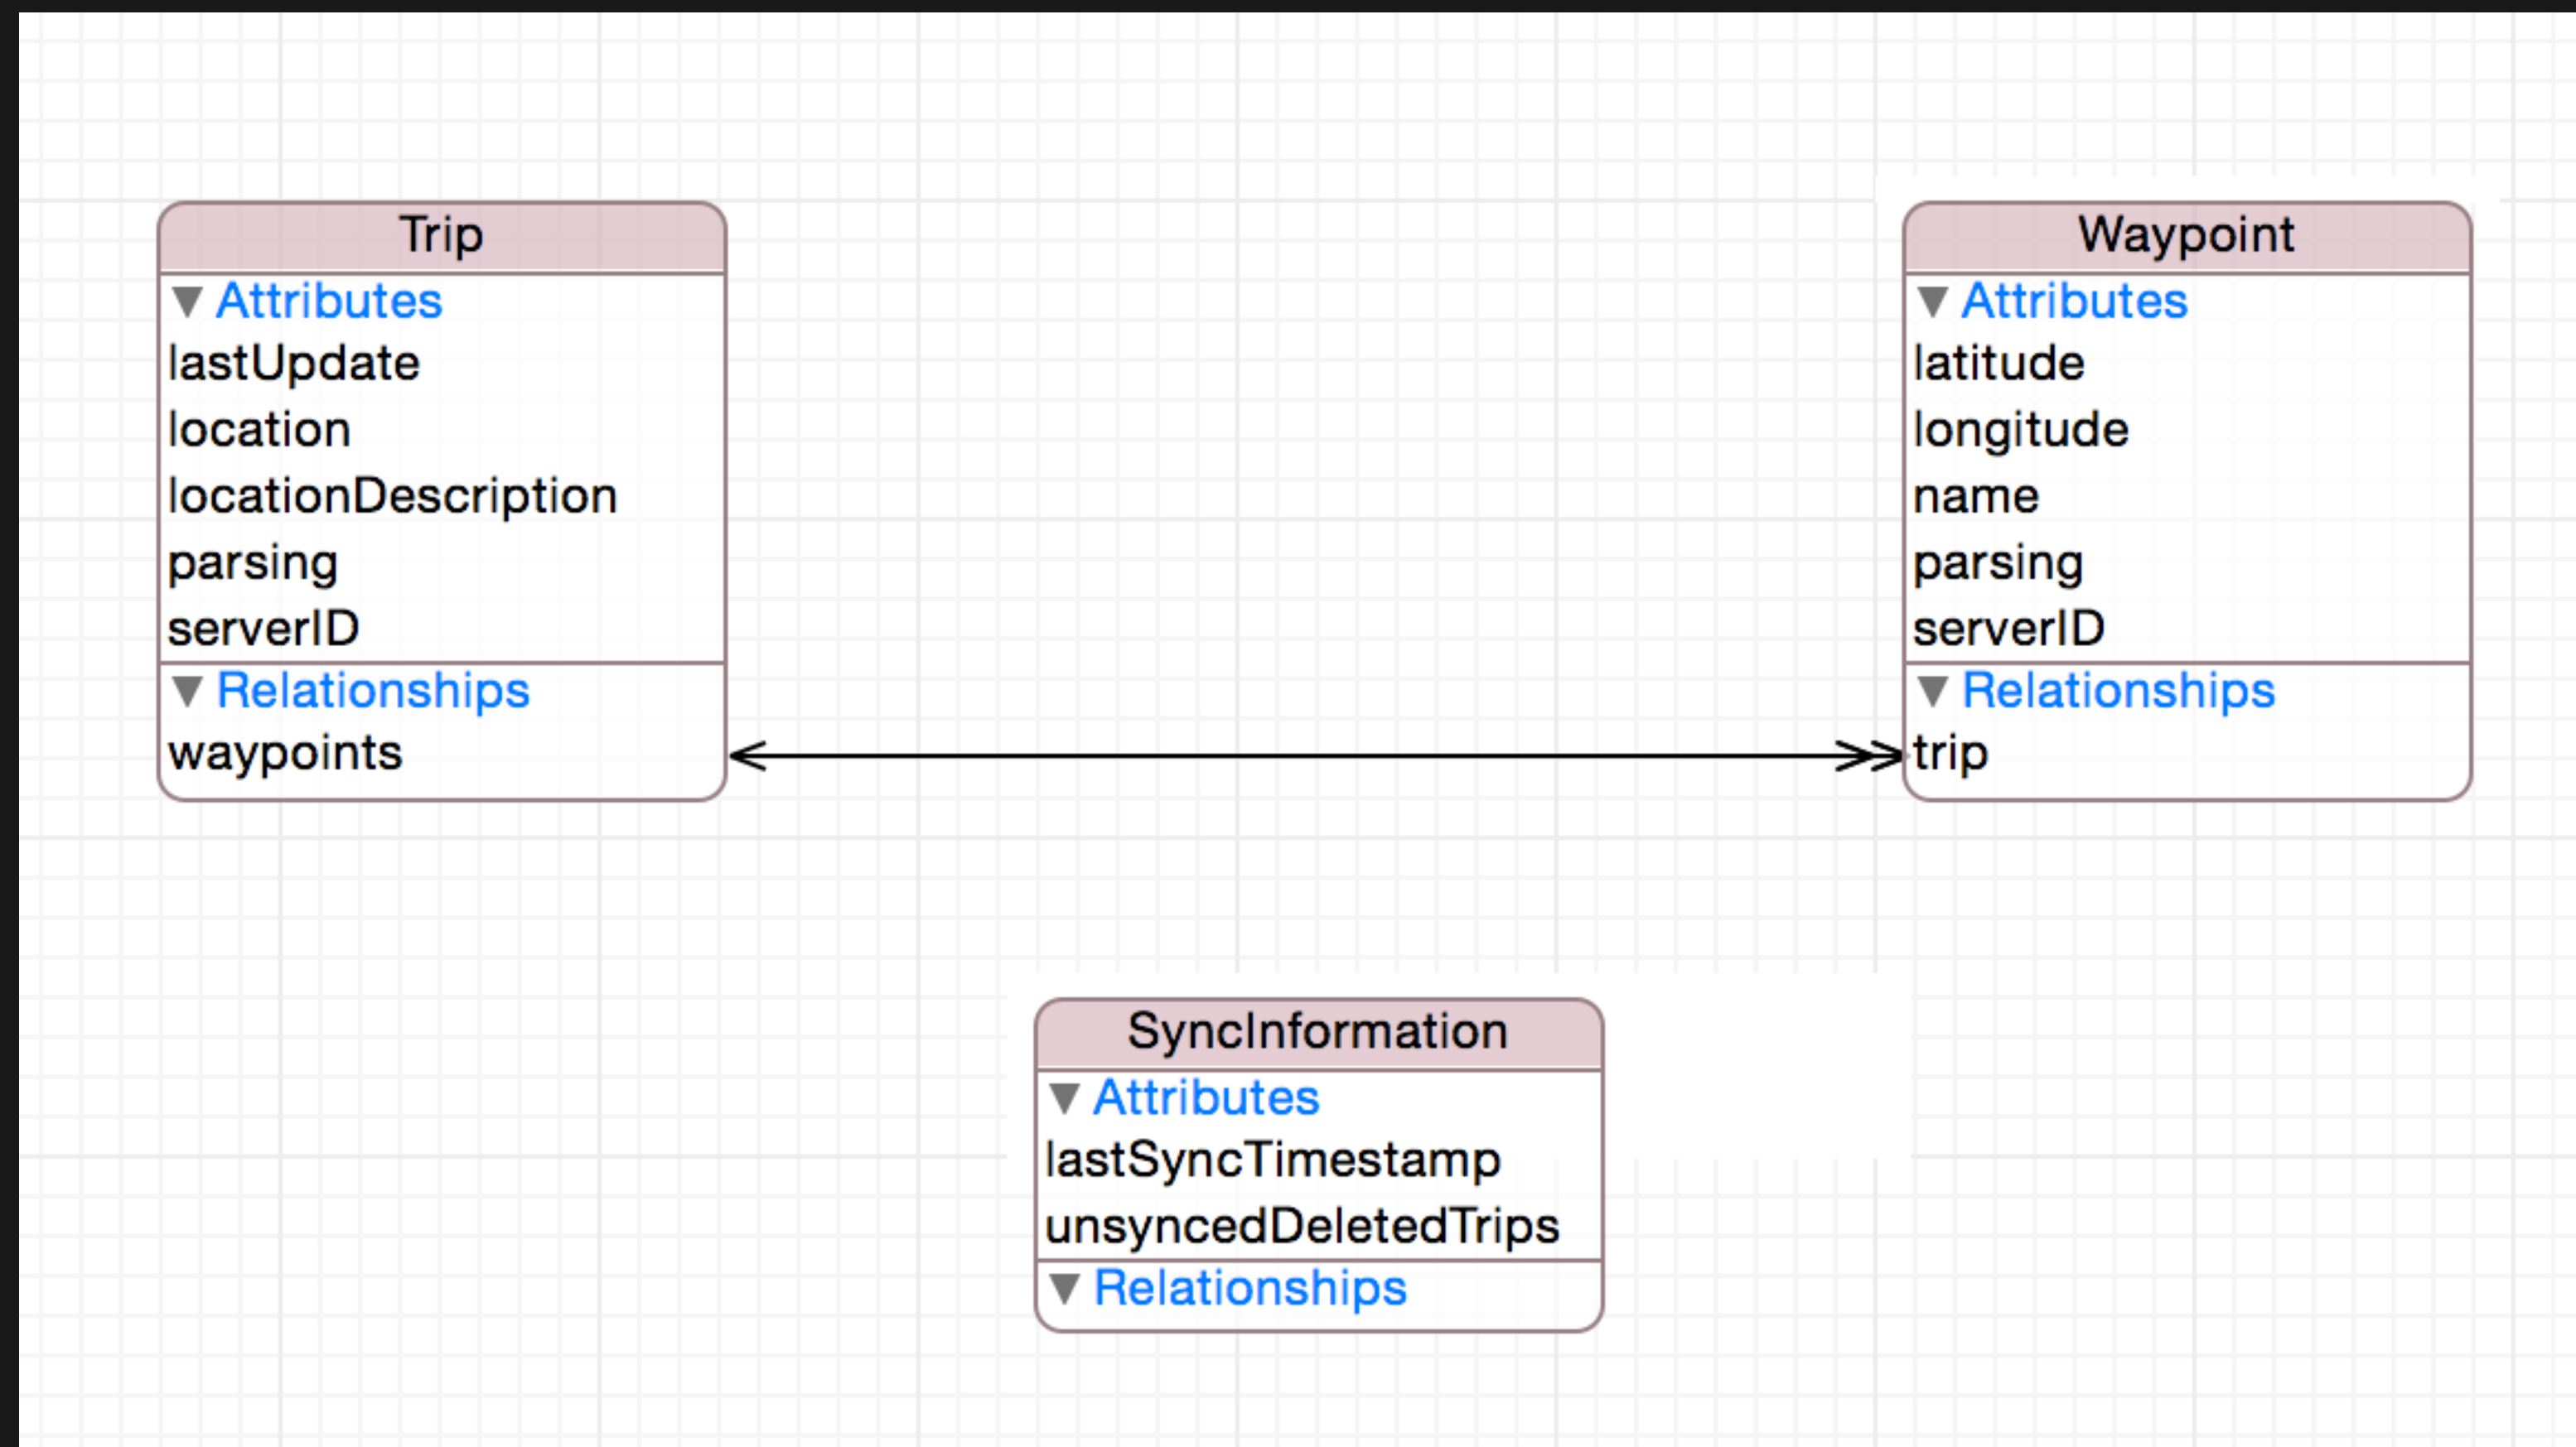 Trip
Attributes
lastUpdate
location
locationDescription
parsing
serverID
Relationships
waypoints
Waypoint
Attributes
latitude
longitude
name
parsing
serverID
Relationships
trip
SyncInformation
Attributes
lastSyncTimestamp
unsyncedDeletedTrips
Relationships